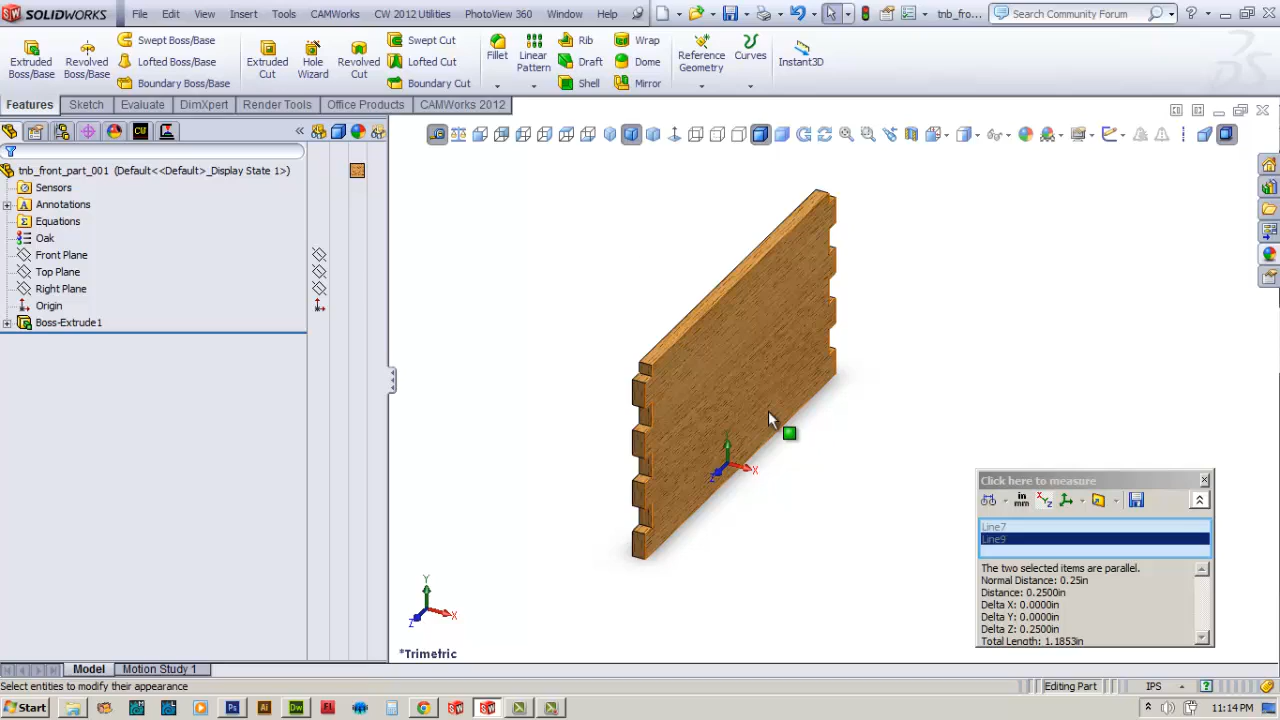 SOLIDWORKS File Edit View Insert Tools CAMWorks CW 2012 Utilities PhotoView 360 Window Help tnb_fro... Search Community Forum
Extruded Boss/Base
Revolved Boss/Base
Swept Boss/Base
Lofted Boss/Base
Boundary Boss/Base
Extruded Cut
Hole Wizard
Revolved Cut
Swept Cut
Lofted Cut
Boundary Cut
Fillet
Linear Pattern
Rib
Draft
Shell
Wrap
Dome
Mirror
Reference Geometry
Curves
Instant3D
Features Sketch Evaluate DimXpert Render Tools Office Products CAMWorks 2012
tnb_front_part_001 (Default<<Default>_Display State 1>)
Sensors
Annotations
Equations
Oak
Front Plane
Top Plane
Right Plane
Origin
Boss-Extrude1
Y
X
Z
Y
X
Z
*Trimetric
Click here to measure
in
mm
Line7
Line9
The two selected items are parallel.
Normal Distance: 0.25in
Distance: 0.2500in
Delta X: 0.0000in
Delta Y: 0.0000in
Delta Z: 0.2500in
Total Length: 1.1853in
Model Motion Study 1
Select entities to modify their appearance Editing Part IPS
Start 11:14 PM